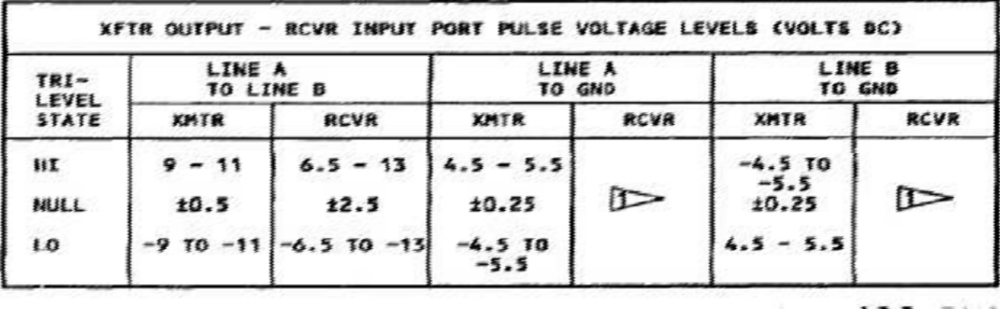 XFTR OUTPUT - RCVR INPUT PORT PULSE VOLTAGE LEVELS (VOLTS DC)
TRI-
LEVEL
STATE
LINE A
TO LINE B
LINE A
TO GND
LINE B
TO GND
XMTR RCVR XMTR RCVR XMTR RCVR
HI 9 - 11 6.5 - 13 4.5 - 5.5 -4.5 TO
-5.5
NULL ±0.5 ±2.5 ±0.25 1 ±0.25 1
LO -9 TO -11 -6.5 TO -13 -4.5 TO
-5.5 4.5 - 5.5